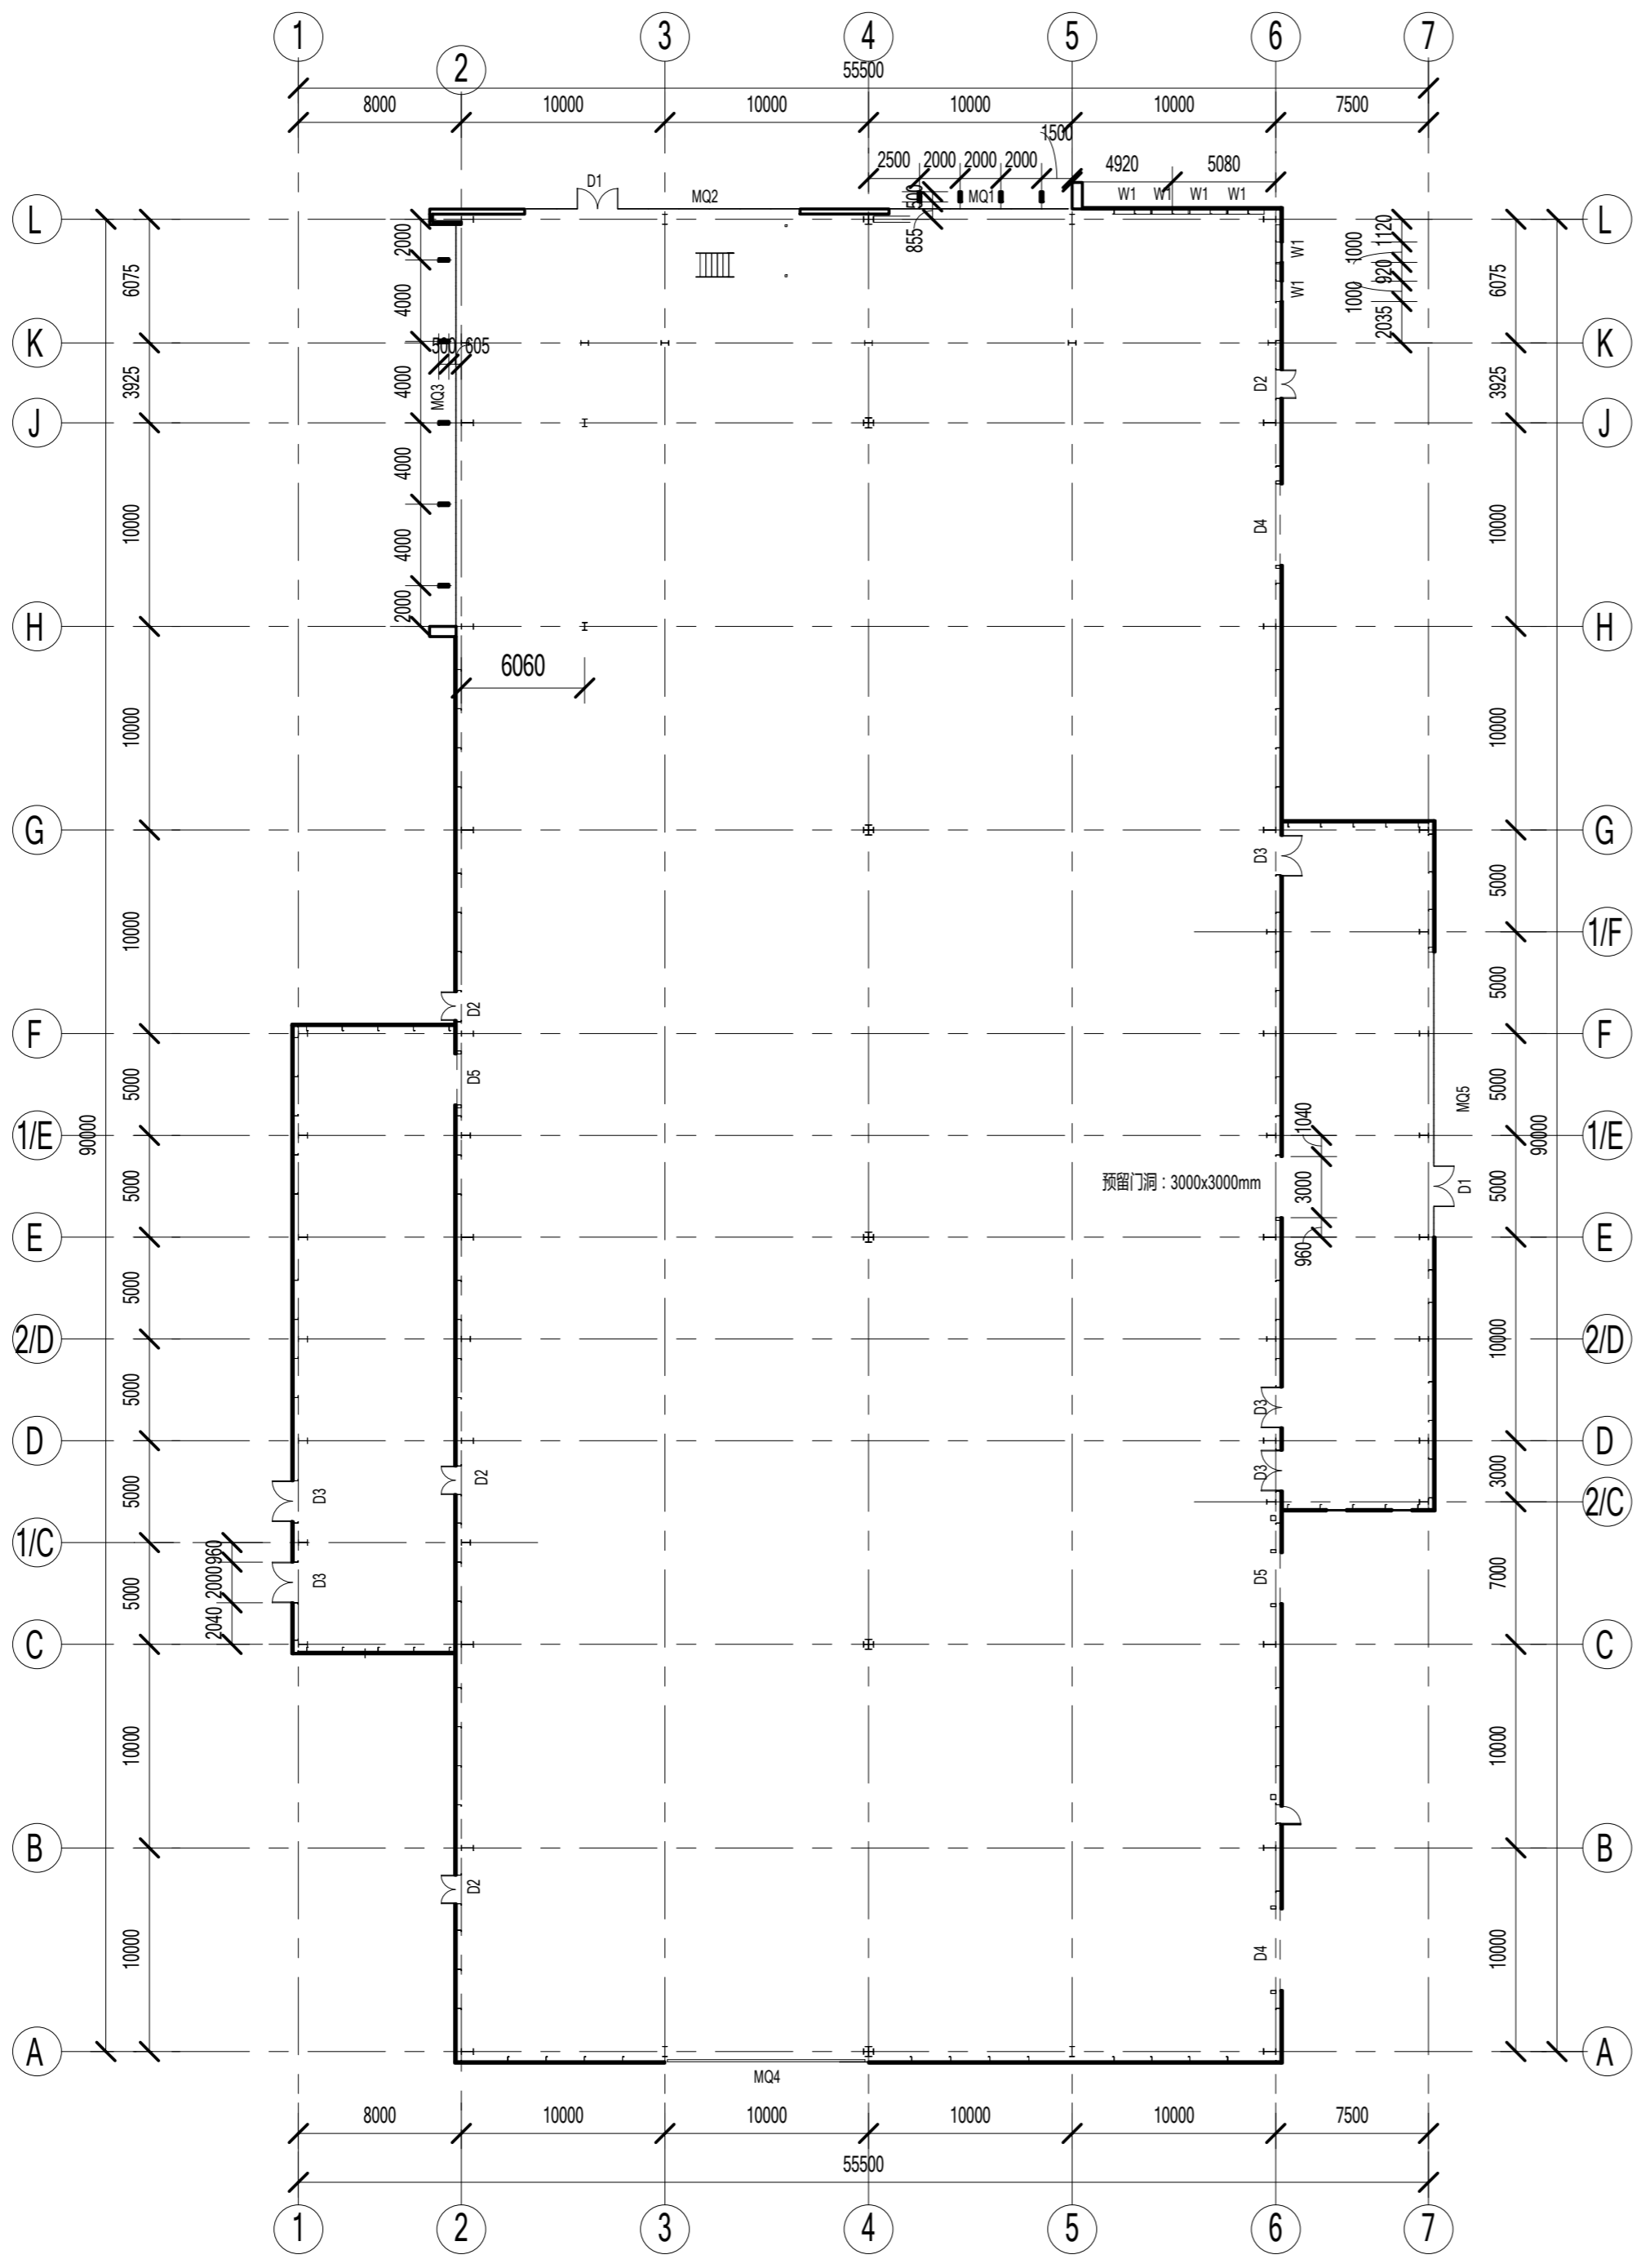 1 2 3 4 5 6 7
55500
8000 10000 10000 10000 10000 7500
1500
2500 2000 2000 2000 4920 5080
D1 MQ2 500 MQ1 W1 W1 W1 W1
L L
855
2000 W1 1000 1120
6075 920 6075
4000 W1 1000 2035
K K
500 605
3925 4000 MQ3 D2 3925
J J
4000
10000 D4 10000
4000
2000
H H
6060
10000 10000
G G
D3
5000
10000 1/F
5000
D2
F F
D5
5000 5000
MQ5
1040
1/E 90000 90000 1/E
预留门洞：3000x3000mm
5000 3000 D1 5000
E E
960
5000
2/D 10000 2/D
5000
D3
D D
D2 D3 3000
5000 D3 2/C
1/C
960
5000 2000 D3 D5 7000
2040
C C
10000 10000
B B
D2
10000 D4 10000
A A
MQ4
8000 10000 10000 10000 10000 7500
55500
1 2 3 4 5 6 7